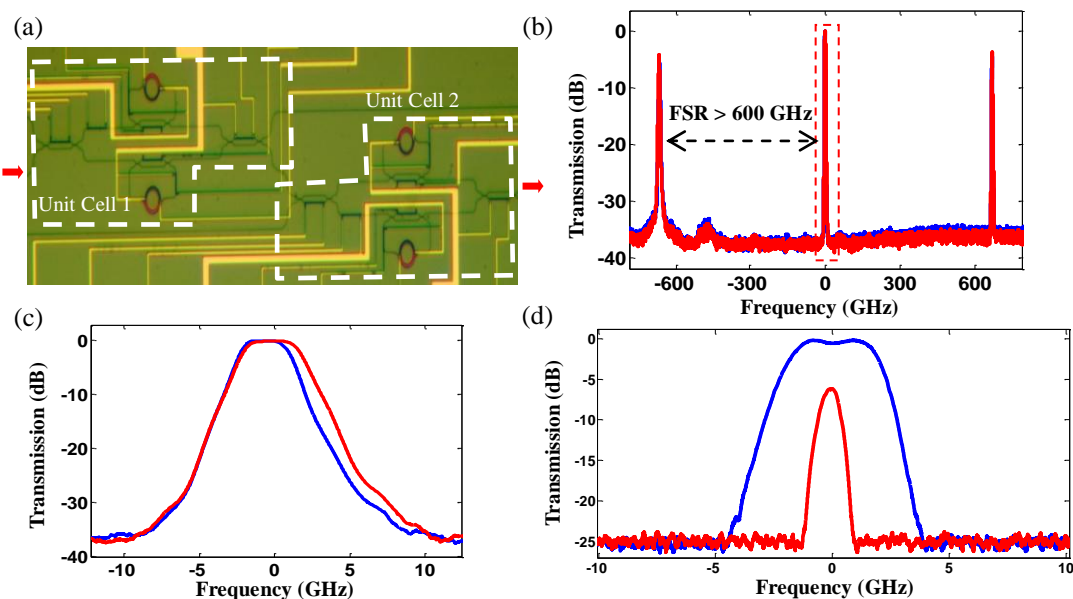 (a)
Unit Cell 2
Unit Cell 1
(b)
0
-10
-20
-30
-40
Transmission (dB)
FSR > 600 GHz
-600 -300 0 300 600
Frequency (GHz)
(c)
0
-10
-20
-30
-40
Transmission (dB)
-10 -5 0 5 10
Frequency (GHz)
(d)
0
-5
-10
-15
-20
-25
Transmission (dB)
-10 -5 0 5 10
Frequency (GHz)